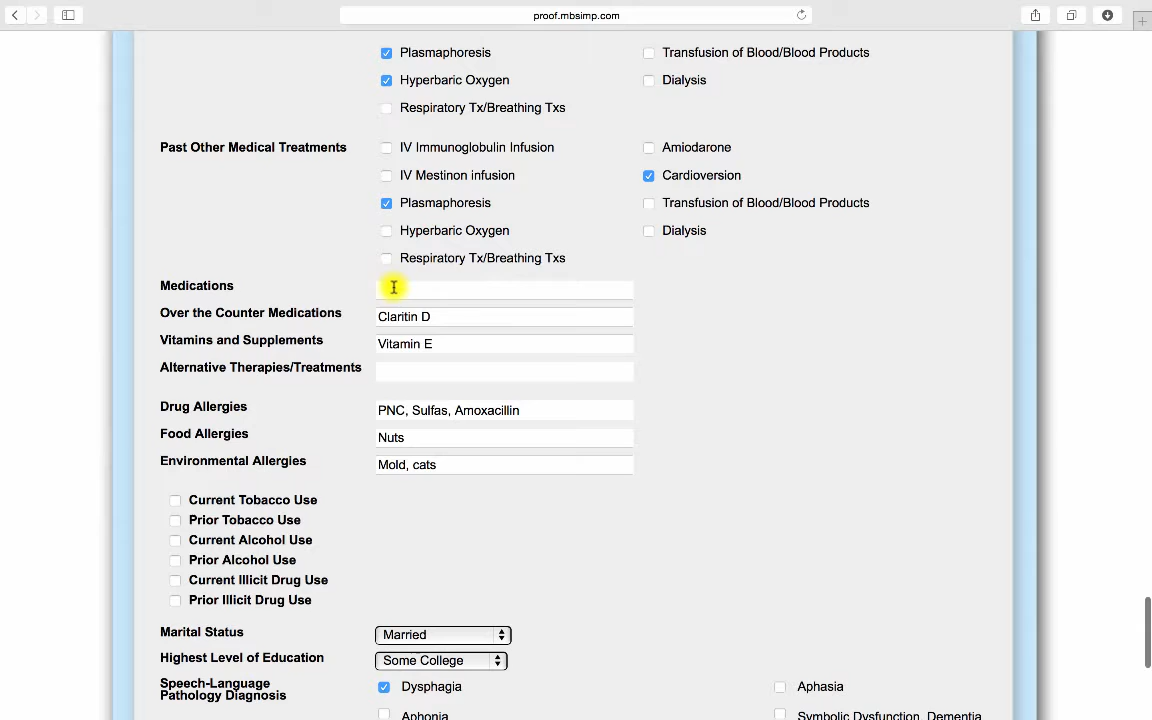 proof.mbsimp.com
Plasmaphoresis Transfusion of Blood/Blood Products
Hyperbaric Oxygen Dialysis
Respiratory Tx/Breathing Txs
Past Other Medical Treatments IV Immunoglobulin Infusion Amiodarone
IV Mestinon infusion Cardioversion
Plasmaphoresis Transfusion of Blood/Blood Products
Hyperbaric Oxygen Dialysis
Respiratory Tx/Breathing Txs
Medications
Over the Counter Medications Claritin D
Vitamins and Supplements Vitamin E
Alternative Therapies/Treatments
Drug Allergies PNC, Sulfas, Amoxacillin
Food Allergies Nuts
Environmental Allergies Mold, cats
Current Tobacco Use
Prior Tobacco Use
Current Alcohol Use
Prior Alcohol Use
Current Illicit Drug Use
Prior Illicit Drug Use
Marital Status Married
Highest Level of Education Some College
Speech-Language
Pathology Diagnosis Dysphagia Aphasia
Aphonia Symbolic Dysfunction, Dementia